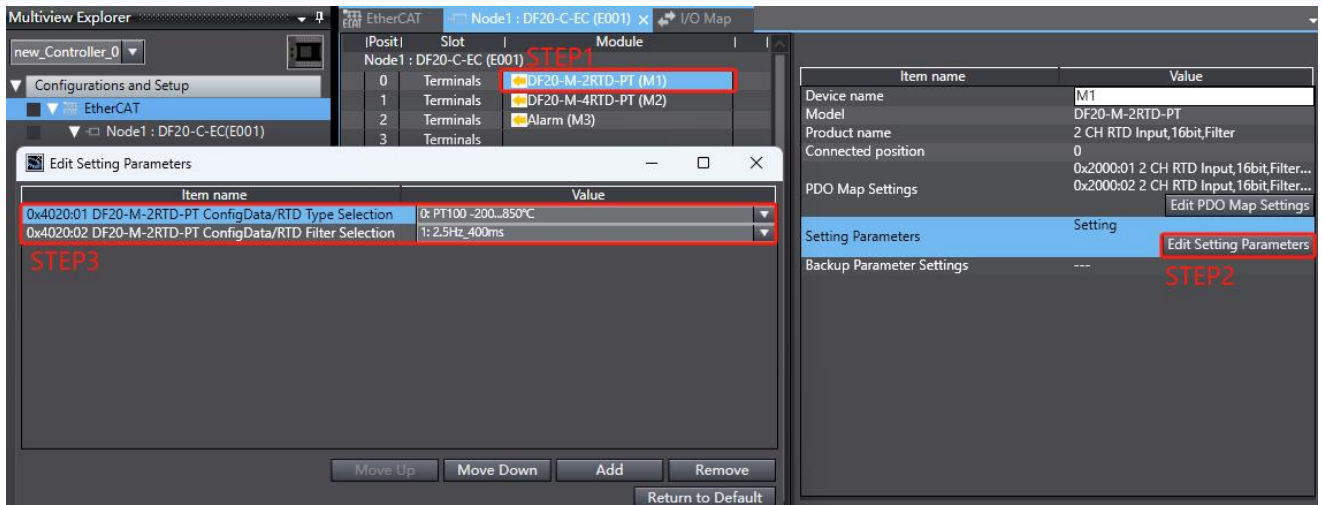 Multiview Explorer
new_Controller_0
Configurations and Setup
EtherCAT
Node1 : DF20-C-EC(E001)
EtherCAT
Node1 : DF20-C-EC (E001)
I/O Map
|Posit| Slot | Module |
Node1 : DF20-C-EC (E001)
STEP1
0 Terminals DF20-M-2RTD-PT (M1)
1 Terminals DF20-M-4RTD-PT (M2)
2 Terminals Alarm (M3)
3 Terminals
Item name Value
Device name M1
Model DF20-M-2RTD-PT
Product name 2 CH RTD Input,16bit,Filter
Connected position 0
PDO Map Settings
0x2000:01 2 CH RTD Input,16bit,Filter...
0x2000:02 2 CH RTD Input,16bit,Filter...
Edit PDO Map Settings
Setting Parameters
Setting
Edit Setting Parameters
Backup Parameter Settings ---
STEP2
Edit Setting Parameters
Item name Value
0x4020:01 DF20-M-2RTD-PT ConfigData/RTD Type Selection 0: PT100 -200...850℃
0x4020:02 DF20-M-2RTD-PT ConfigData/RTD Filter Selection 1: 2.5Hz_400ms
STEP3
Move Up Move Down Add Remove
Return to Default